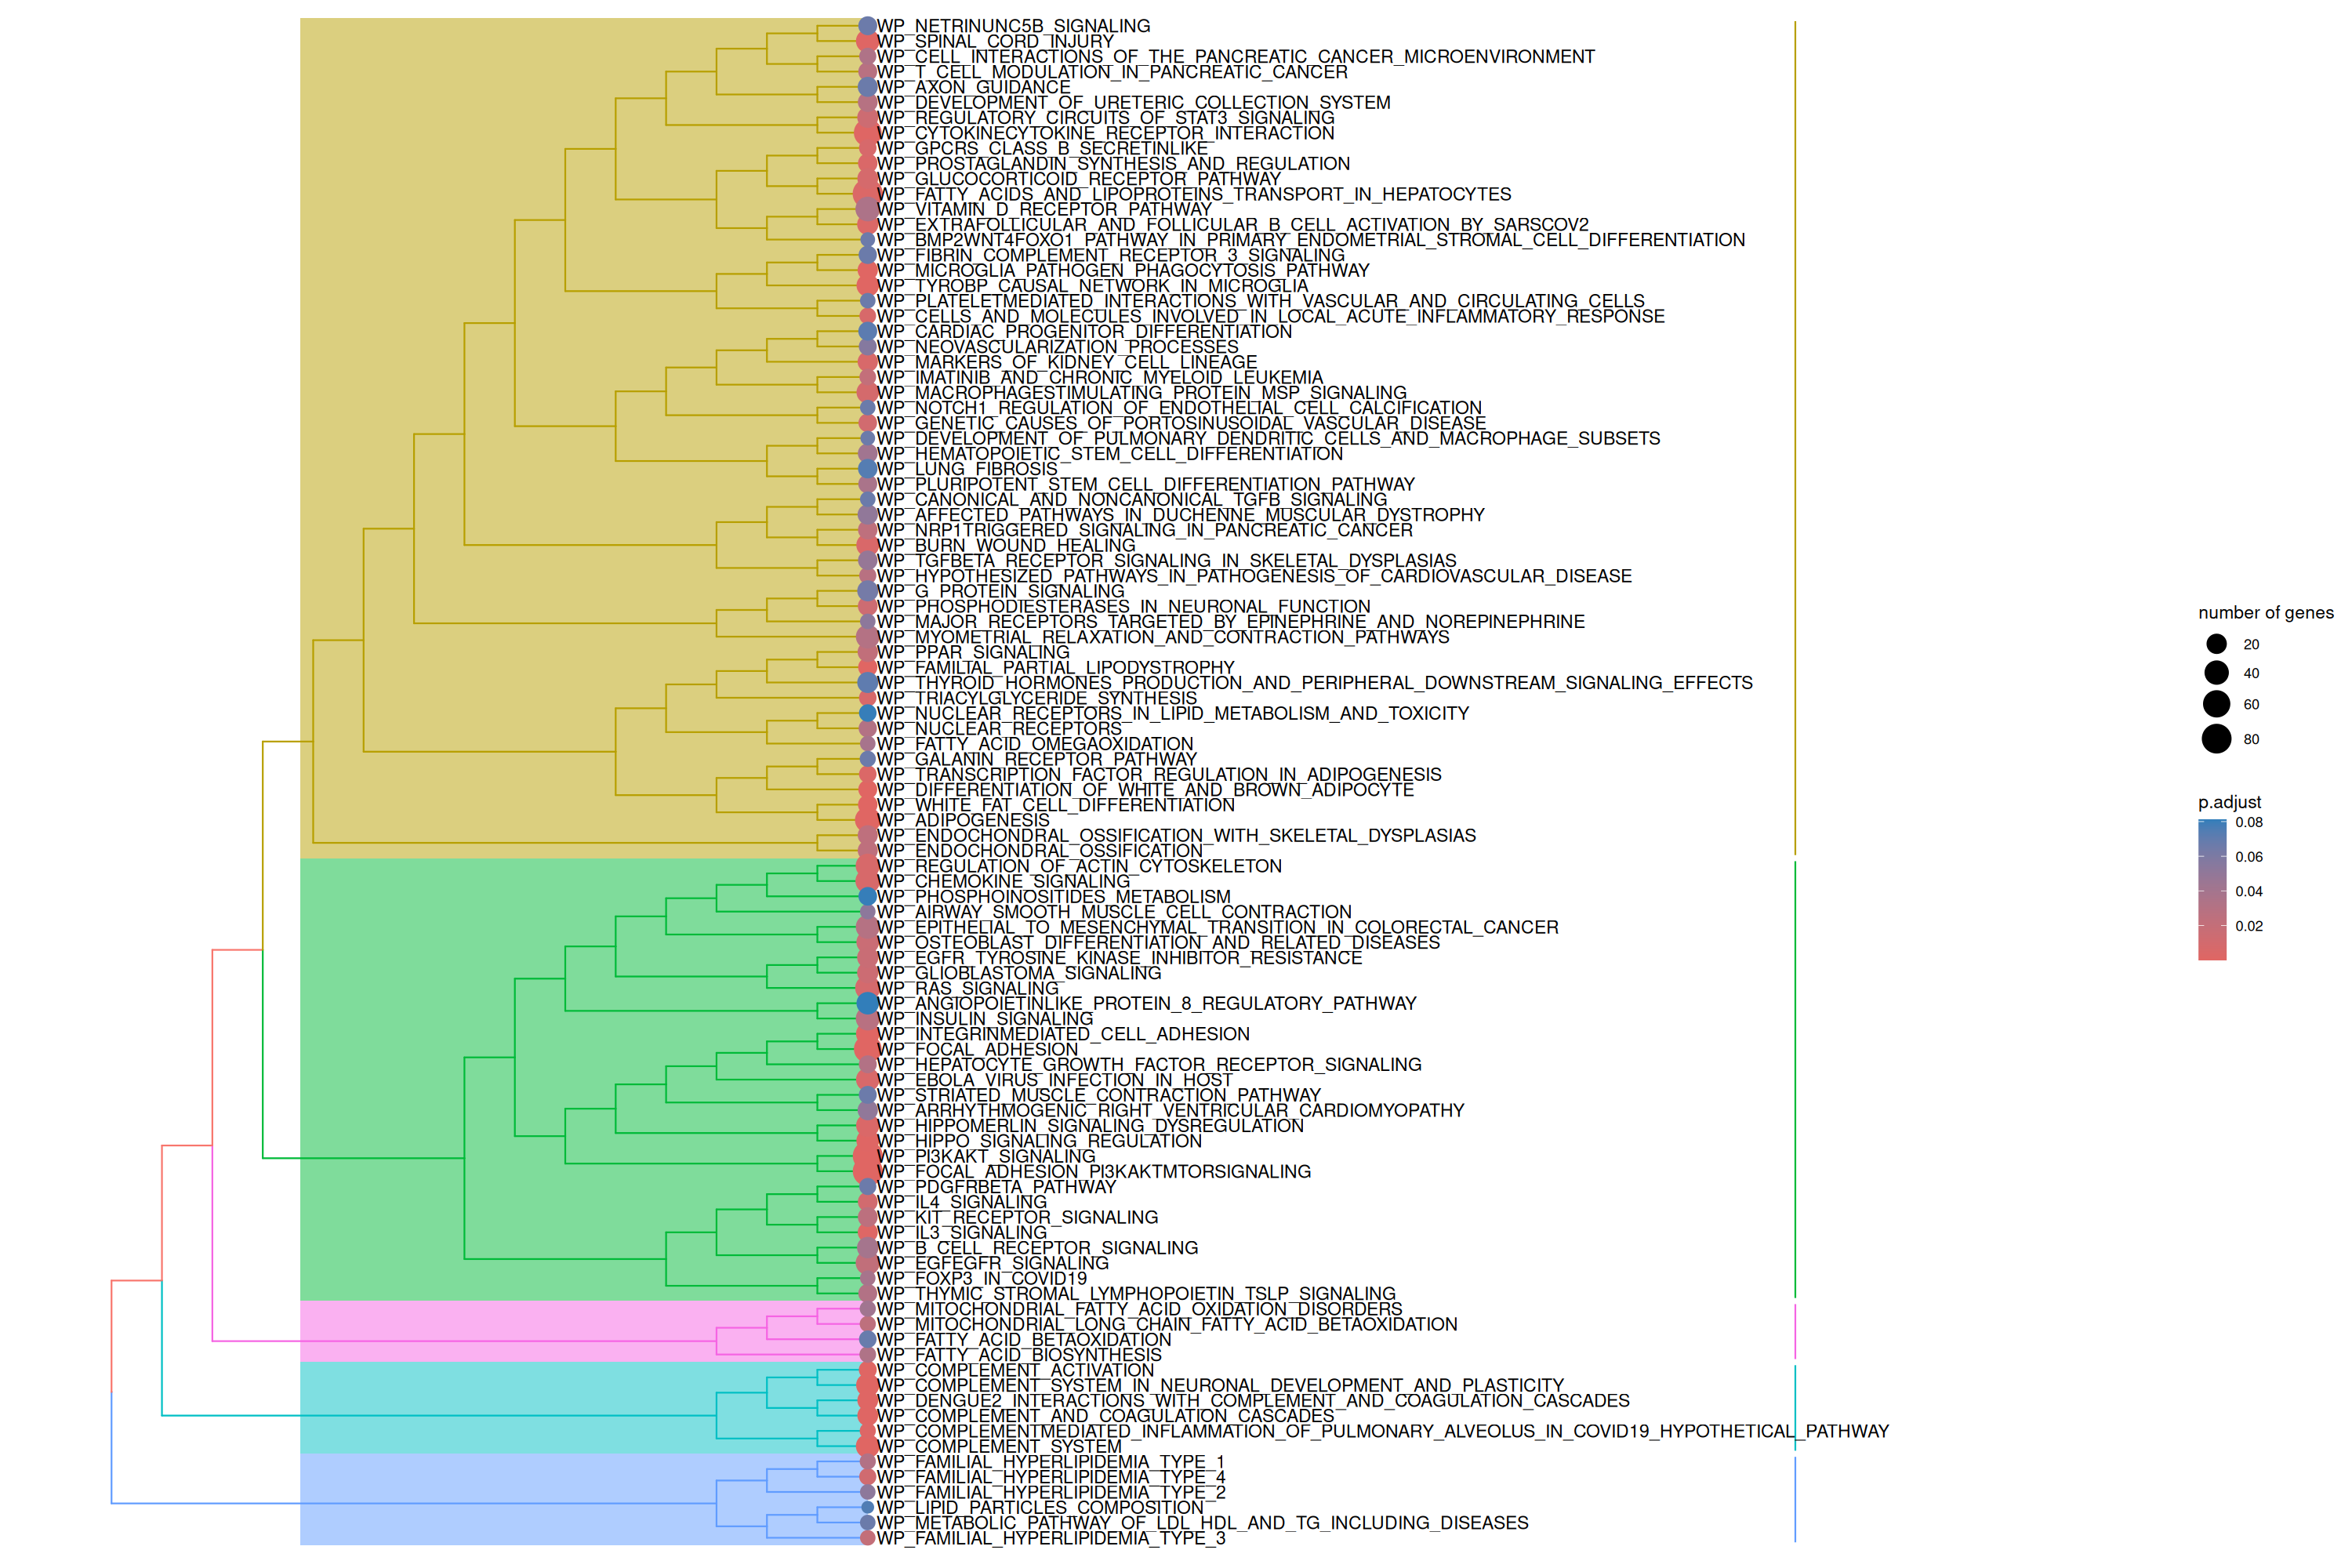 WP_NETRINUNC5B_SIGNALING
WP_SPINAL_CORD_INJURY
WP_CELL_INTERACTIONS_OF_THE_PANCREATIC_CANCER_MICROENVIRONMENT
WP_T_CELL_MODULATION_IN_PANCREATIC_CANCER
WP_AXON_GUIDANCE
WP_DEVELOPMENT_OF_URETERIC_COLLECTION_SYSTEM
WP_REGULATORY_CIRCUITS_OF_STAT3_SIGNALING
WP_CYTOKINECYTOKINE_RECEPTOR_INTERACTION
WP_GPCRS_CLASS_B_SECRETINLIKE
WP_PROSTAGLANDIN_SYNTHESIS_AND_REGULATION
WP_GLUCOCORTICOID_RECEPTOR_PATHWAY
WP_FATTY_ACIDS_AND_LIPOPROTEINS_TRANSPORT_IN_HEPATOCYTES
WP_VITAMIN_D_RECEPTOR_PATHWAY
WP_EXTRAFOLLICULAR_AND_FOLLICULAR_B_CELL_ACTIVATION_BY_SARSCOV2
WP_BMP2WNT4FOXO1_PATHWAY_IN_PRIMARY_ENDOMETRIAL_STROMAL_CELL_DIFFERENTIATION
WP_FIBRIN_COMPLEMENT_RECEPTOR_3_SIGNALING
WP_MICROGLIA_PATHOGEN_PHAGOCYTOSIS_PATHWAY
WP_TYROBP_CAUSAL_NETWORK_IN_MICROGLIA
WP_PLATELETMEDIATED_INTERACTIONS_WITH_VASCULAR_AND_CIRCULATING_CELLS
WP_CELLS_AND_MOLECULES_INVOLVED_IN_LOCAL_ACUTE_INFLAMMATORY_RESPONSE
WP_CARDIAC_PROGENITOR_DIFFERENTIATION
WP_NEOVASCULARIZATION_PROCESSES
WP_MARKERS_OF_KIDNEY_CELL_LINEAGE
WP_IMATINIB_AND_CHRONIC_MYELOID_LEUKEMIA
WP_MACROPHAGESTIMULATING_PROTEIN_MSP_SIGNALING
WP_NOTCH1_REGULATION_OF_ENDOTHELIAL_CELL_CALCIFICATION
WP_GENETIC_CAUSES_OF_PORTOSINUSOIDAL_VASCULAR_DISEASE
WP_DEVELOPMENT_OF_PULMONARY_DENDRITIC_CELLS_AND_MACROPHAGE_SUBSETS
WP_HEMATOPOIETIC_STEM_CELL_DIFFERENTIATION
WP_LUNG_FIBROSIS
WP_PLURIPOTENT_STEM_CELL_DIFFERENTIATION_PATHWAY
WP_CANONICAL_AND_NONCANONICAL_TGFB_SIGNALING
WP_AFFECTED_PATHWAYS_IN_DUCHENNE_MUSCULAR_DYSTROPHY
WP_NRP1TRIGGERED_SIGNALING_IN_PANCREATIC_CANCER
WP_BURN_WOUND_HEALING
WP_TGFBETA_RECEPTOR_SIGNALING_IN_SKELETAL_DYSPLASIAS
WP_HYPOTHESIZED_PATHWAYS_IN_PATHOGENESIS_OF_CARDIOVASCULAR_DISEASE
WP_G_PROTEIN_SIGNALING
WP_PHOSPHODIESTERASES_IN_NEURONAL_FUNCTION
WP_MAJOR_RECEPTORS_TARGETED_BY_EPINEPHRINE_AND_NOREPINEPHRINE
WP_MYOMETRIAL_RELAXATION_AND_CONTRACTION_PATHWAYS
WP_PPAR_SIGNALING
WP_FAMILIAL_PARTIAL_LIPODYSTROPHY
WP_THYROID_HORMONES_PRODUCTION_AND_PERIPHERAL_DOWNSTREAM_SIGNALING_EFFECTS
WP_TRIACYLGLYCERIDE_SYNTHESIS
WP_NUCLEAR_RECEPTORS_IN_LIPID_METABOLISM_AND_TOXICITY
WP_NUCLEAR_RECEPTORS
WP_FATTY_ACID_OMEGAOXIDATION
WP_GALANIN_RECEPTOR_PATHWAY
WP_TRANSCRIPTION_FACTOR_REGULATION_IN_ADIPOGENESIS
WP_DIFFERENTIATION_OF_WHITE_AND_BROWN_ADIPOCYTE
WP_WHITE_FAT_CELL_DIFFERENTIATION
WP_ADIPOGENESIS
WP_ENDOCHONDRAL_OSSIFICATION_WITH_SKELETAL_DYSPLASIAS
WP_ENDOCHONDRAL_OSSIFICATION
WP_REGULATION_OF_ACTIN_CYTOSKELETON
WP_CHEMOKINE_SIGNALING
WP_PHOSPHOINOSITIDES_METABOLISM
WP_AIRWAY_SMOOTH_MUSCLE_CELL_CONTRACTION
WP_EPITHELIAL_TO_MESENCHYMAL_TRANSITION_IN_COLORECTAL_CANCER
WP_OSTEOBLAST_DIFFERENTIATION_AND_RELATED_DISEASES
WP_EGFR_TYROSINE_KINASE_INHIBITOR_RESISTANCE
WP_GLIOBLASTOMA_SIGNALING
WP_RAS_SIGNALING
WP_ANGIOPOIETINLIKE_PROTEIN_8_REGULATORY_PATHWAY
WP_INSULIN_SIGNALING
WP_INTEGRINMEDIATED_CELL_ADHESION
WP_FOCAL_ADHESION
WP_HEPATOCYTE_GROWTH_FACTOR_RECEPTOR_SIGNALING
WP_EBOLA_VIRUS_INFECTION_IN_HOST
WP_STRIATED_MUSCLE_CONTRACTION_PATHWAY
WP_ARRHYTHMOGENIC_RIGHT_VENTRICULAR_CARDIOMYOPATHY
WP_HIPPOMERLIN_SIGNALING_DYSREGULATION
WP_HIPPO_SIGNALING_REGULATION
WP_PI3KAKT_SIGNALING
WP_FOCAL_ADHESION_PI3KAKTMTORSIGNALING
WP_PDGFRBETA_PATHWAY
WP_IL4_SIGNALING
WP_KIT_RECEPTOR_SIGNALING
WP_IL3_SIGNALING
WP_B_CELL_RECEPTOR_SIGNALING
WP_EGFEGFR_SIGNALING
WP_FOXP3_IN_COVID19
WP_THYMIC_STROMAL_LYMPHOPOIETIN_TSLP_SIGNALING
WP_MITOCHONDRIAL_FATTY_ACID_OXIDATION_DISORDERS
WP_MITOCHONDRIAL_LONG_CHAIN_FATTY_ACID_BETAOXIDATION
WP_FATTY_ACID_BETAOXIDATION
WP_FATTY_ACID_BIOSYNTHESIS
WP_COMPLEMENT_ACTIVATION
WP_COMPLEMENT_SYSTEM_IN_NEURONAL_DEVELOPMENT_AND_PLASTICITY
WP_DENGUE2_INTERACTIONS_WITH_COMPLEMENT_AND_COAGULATION_CASCADES
WP_COMPLEMENT_AND_COAGULATION_CASCADES
WP_COMPLEMENTMEDIATED_INFLAMMATION_OF_PULMONARY_ALVEOLUS_IN_COVID19_HYPOTHETICAL_PATHWAY
WP_COMPLEMENT_SYSTEM
WP_FAMILIAL_HYPERLIPIDEMIA_TYPE_1
WP_FAMILIAL_HYPERLIPIDEMIA_TYPE_4
WP_FAMILIAL_HYPERLIPIDEMIA_TYPE_2
WP_LIPID_PARTICLES_COMPOSITION
WP_METABOLIC_PATHWAY_OF_LDL_HDL_AND_TG_INCLUDING_DISEASES
WP_FAMILIAL_HYPERLIPIDEMIA_TYPE_3
number of genes
20
40
60
80
p.adjust
0.08
0.06
0.04
0.02